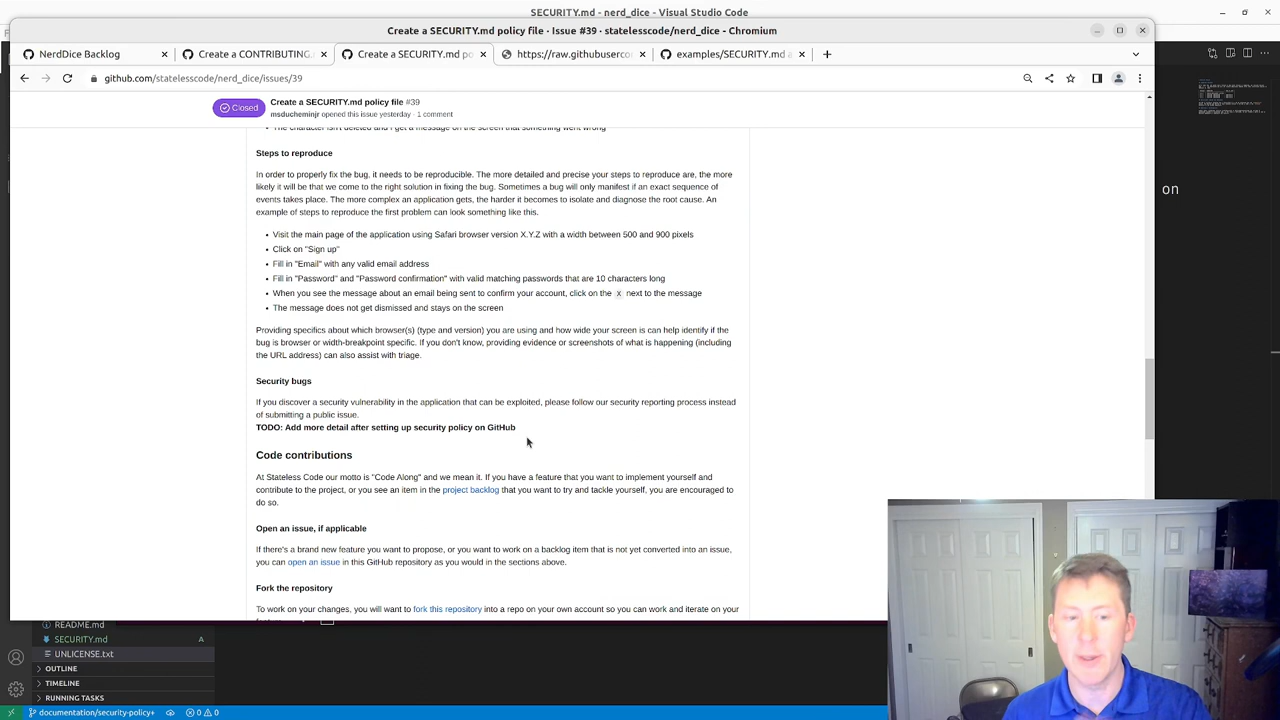 SECURITY.md - nerd_dice - Visual Studio Code
Create a SECURITY.md policy file · Issue #39 · statelesscode/nerd_dice - Chromium
NerdDice Backlog
Create a CONTRIBUTING.
Create a SECURITY.md po
https://raw.githubuserco
examples/SECURITY.md a
github.com/statelesscode/nerd_dice/issues/39
Closed
Create a SECURITY.md policy file #39
msducheminjr opened this issue yesterday · 1 comment
The character isn't deleted and I get a message on the screen that something went wrong
Steps to reproduce
In order to properly fix the bug, it needs to be reproducible. The more detailed and precise your steps to reproduce are, the more
likely it will be that we come to the right solution in fixing the bug. Sometimes a bug will only manifest if an exact sequence of
events takes place. The more complex an application gets, the harder it becomes to isolate and diagnose the root cause. An
example of steps to reproduce the first problem can look something like this.
• Visit the main page of the application using Safari browser version X.Y.Z with a width between 500 and 900 pixels
• Click on "Sign up"
• Fill in "Email" with any valid email address
• Fill in "Password" and "Password confirmation" with valid matching passwords that are 10 characters long
• When you see the message about an email being sent to confirm your account, click on the x next to the message
• The message does not get dismissed and stays on the screen
Providing specifics about which browser(s) (type and version) you are using and how wide your screen is can help identify if the
bug is browser or width-breakpoint specific. If you don't know, providing evidence or screenshots of what is happening (including
the URL address) can also assist with triage.
Security bugs
If you discover a security vulnerability in the application that can be exploited, please follow our security reporting process instead
of submitting a public issue.
TODO: Add more detail after setting up security policy on GitHub
Code contributions
At Stateless Code our motto is "Code Along" and we mean it. If you have a feature that you want to implement yourself and
contribute to the project, or you see an item in the project backlog that you want to try and tackle yourself, you are encouraged to
do so.
Open an issue, if applicable
If there's a brand new feature you want to propose, or you want to work on a backlog item that is not yet converted into an issue,
you can open an issue in this GitHub repository as you would in the sections above.
Fork the repository
To work on your changes, you will want to fork this repository into a repo on your own account so you can work and iterate on your
on
README.md
SECURITY.md A
UNLICENSE.txt
OUTLINE
TIMELINE
RUNNING TASKS
documentation/security-policy+ 0 0